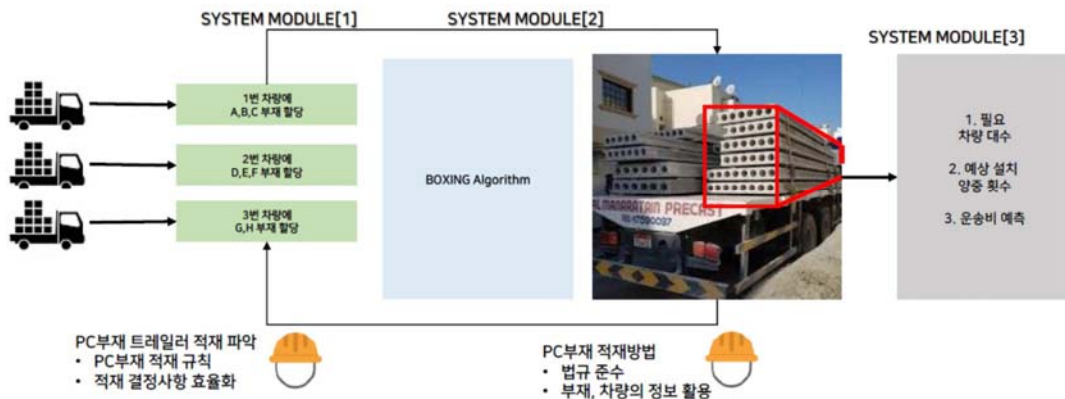 SYSTEM MODULE[1]
SYSTEM MODULE[2]
SYSTEM MODULE[3]
1번 차량에
A,B,C 부재 할당
2번 차량에
D,E,F 부재 할당
3번 차량에
G,H 부재 할당
BOXING Algorithm
AL MANARATAIN PRECAST
1. 필요
차량 대수
2. 예상 설치
양중 횟수
3. 운송비 예측
PC부재 트레일러 적재 파악
• PC부재 적재 규칙
• 적재 결정사항 효율화
PC부재 적재방법
• 법규 준수
• 부재, 차량의 정보 활용